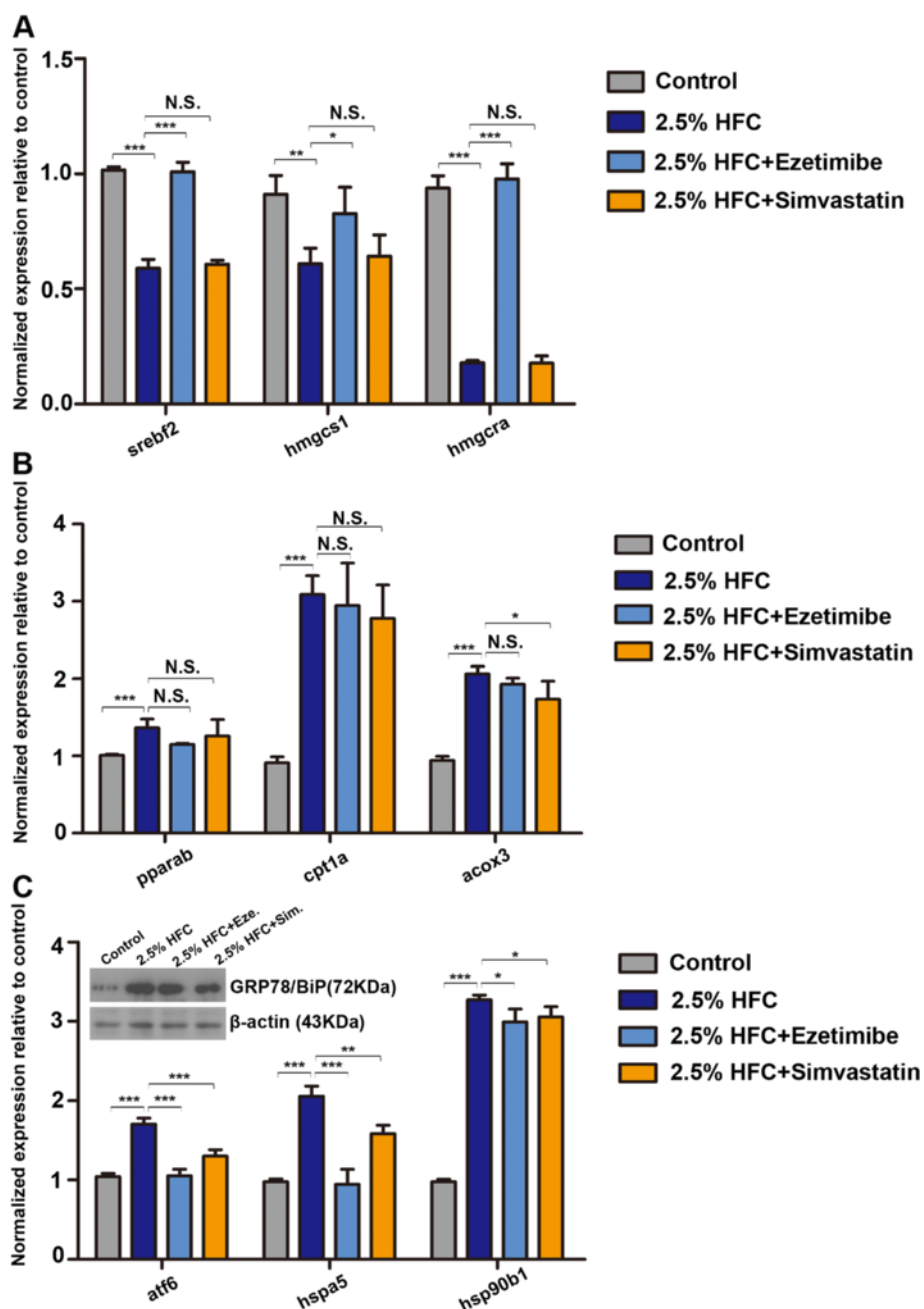 A
Normalized expression relative to control
1.5
1.0
0.5
0.0
N.S.
***
***
N.S.
*
**
N.S.
***
***
srebf2
hmgcs1
hmgcra
Control
2.5% HFC
2.5% HFC+Ezetimibe
2.5% HFC+Simvastatin
B
Normalized expression relative to control
4
3
2
1
0
N.S.
N.S.
***
N.S.
N.S.
***
*
N.S.
***
pparab
cpt1a
acox3
Control
2.5% HFC
2.5% HFC+Ezetimibe
2.5% HFC+Simvastatin
C
Normalized expression relative to control
4
3
2
1
0
Control
2.5% HFC
2.5% HFC+Eze.
2.5% HFC+Sim.
GRP78/BiP(72KDa)
β-actin (43KDa)
***
***
***
**
***
***
*
***
*
atf6
hspa5
hsp90b1
Control
2.5% HFC
2.5% HFC+Ezetimibe
2.5% HFC+Simvastatin